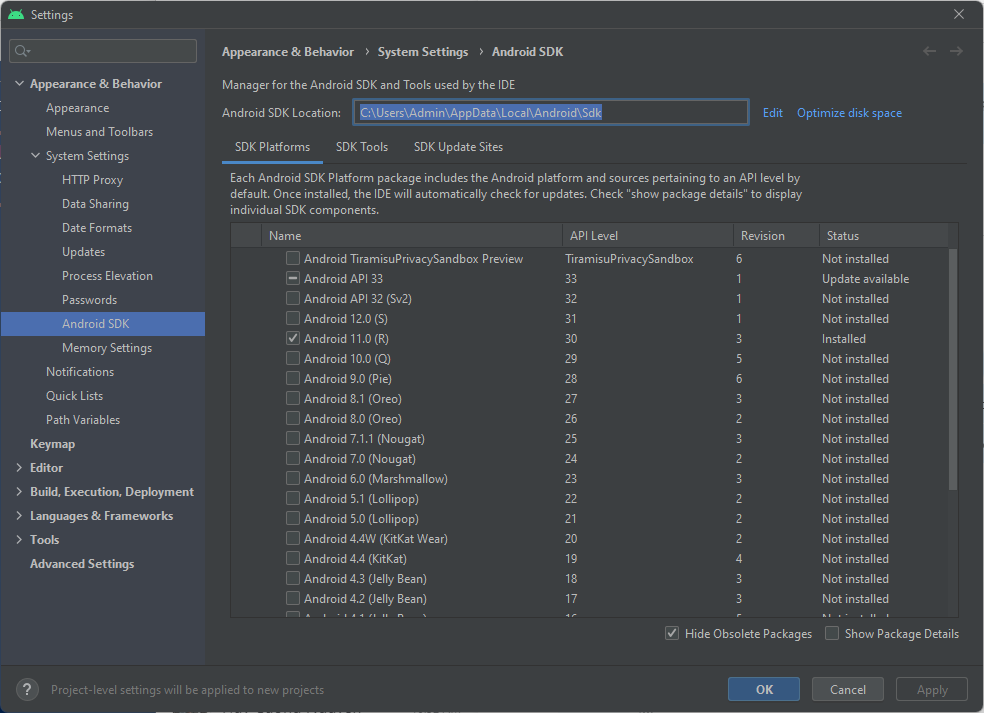 Settings
Appearance & Behavior
Appearance
Menus and Toolbars
System Settings
HTTP Proxy
Data Sharing
Date Formats
Updates
Process Elevation
Passwords
Android SDK
Memory Settings
Notifications
Quick Lists
Path Variables
Keymap
Editor
Build, Execution, Deployment
Languages & Frameworks
Tools
Advanced Settings
Appearance & Behavior › System Settings › Android SDK
Manager for the Android SDK and Tools used by the IDE
Android SDK Location: C:\Users\Admin\AppData\Local\Android\Sdk Edit Optimize disk space
SDK Platforms SDK Tools SDK Update Sites
Each Android SDK Platform package includes the Android platform and sources pertaining to an API level by
default. Once installed, the IDE will automatically check for updates. Check "show package details" to display
individual SDK components.
Name API Level Revision Status
Android TiramisuPrivacySandbox Preview TiramisuPrivacySandbox 6 Not installed
Android API 33 33 1 Update available
Android API 32 (Sv2) 32 1 Not installed
Android 12.0 (S) 31 1 Not installed
Android 11.0 (R) 30 3 Installed
Android 10.0 (Q) 29 5 Not installed
Android 9.0 (Pie) 28 6 Not installed
Android 8.1 (Oreo) 27 3 Not installed
Android 8.0 (Oreo) 26 2 Not installed
Android 7.1.1 (Nougat) 25 3 Not installed
Android 7.0 (Nougat) 24 2 Not installed
Android 6.0 (Marshmallow) 23 3 Not installed
Android 5.1 (Lollipop) 22 2 Not installed
Android 5.0 (Lollipop) 21 2 Not installed
Android 4.4W (KitKat Wear) 20 2 Not installed
Android 4.4 (KitKat) 19 4 Not installed
Android 4.3 (Jelly Bean) 18 3 Not installed
Android 4.2 (Jelly Bean) 17 3 Not installed
Hide Obsolete Packages Show Package Details
? Project-level settings will be applied to new projects
OK Cancel Apply